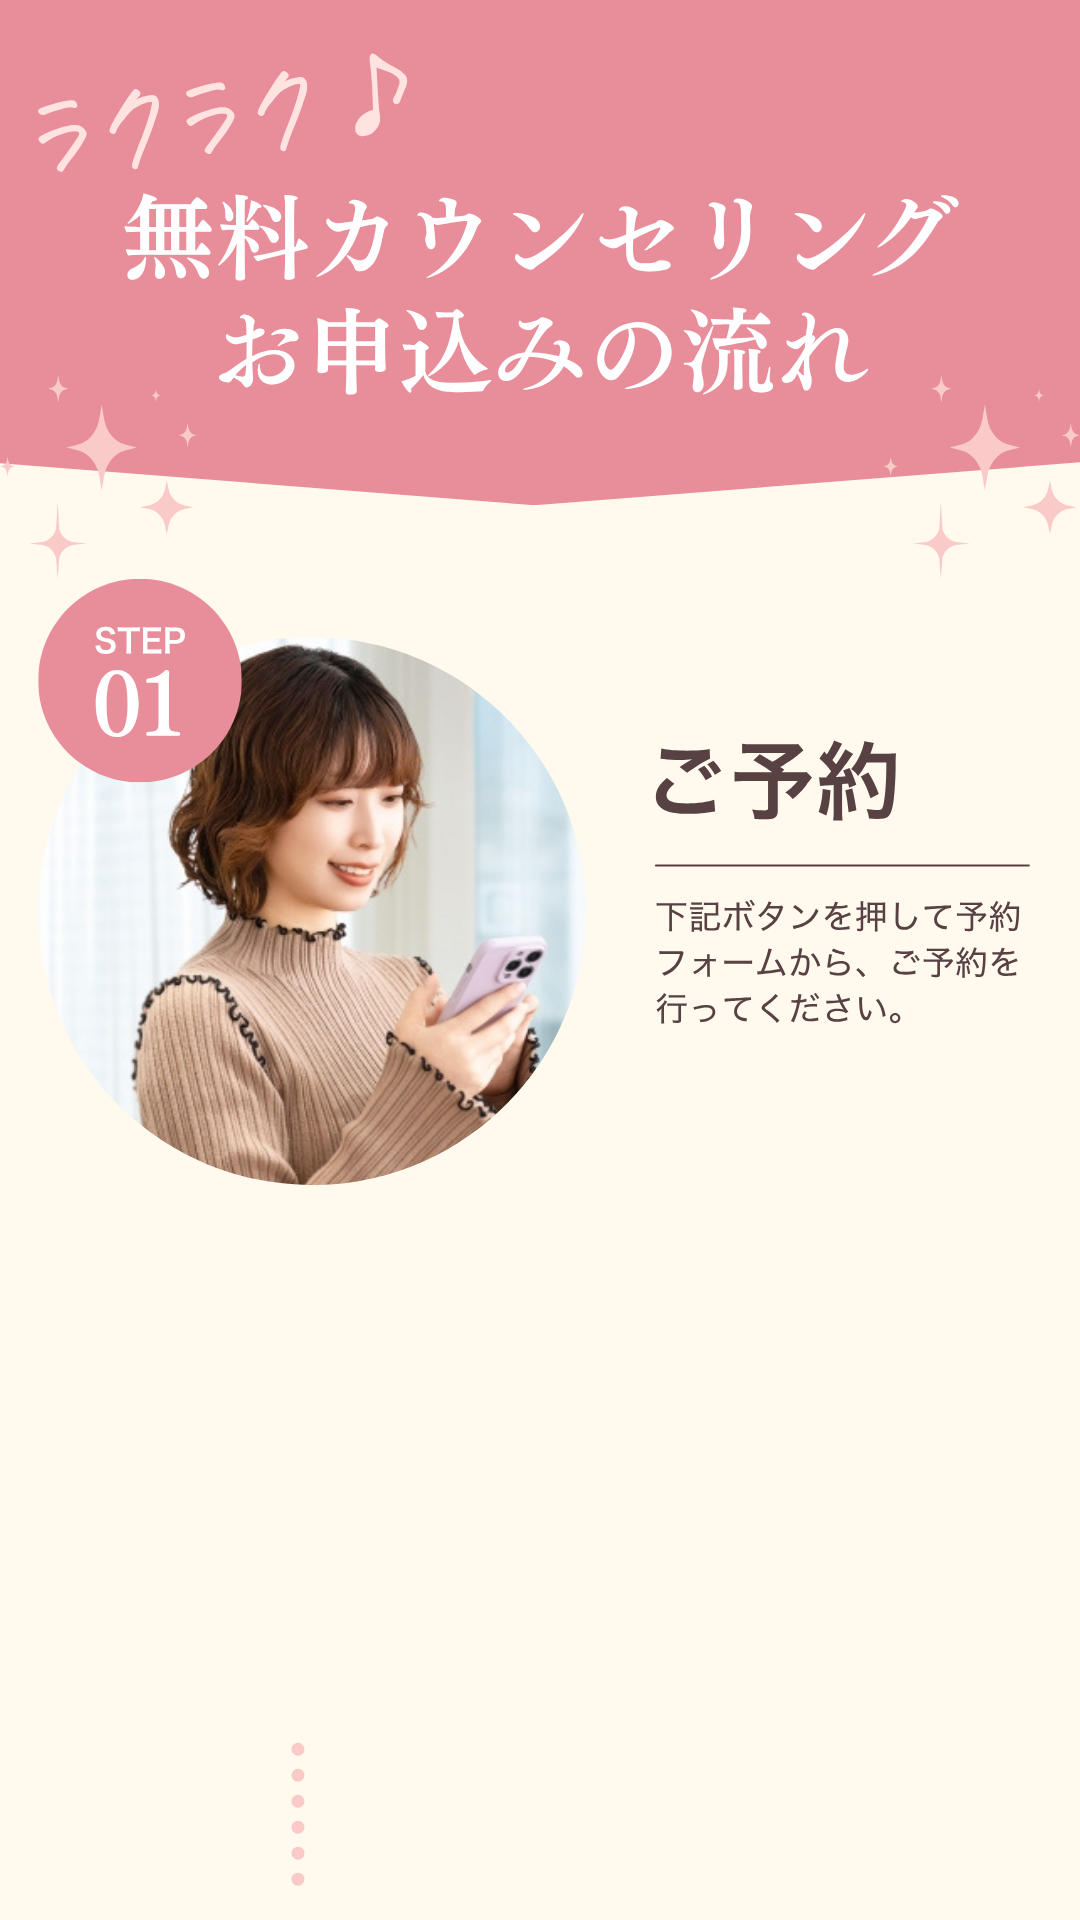 ラクラク♪
無料カウンセリング
お申込みの流れ
STEP
01
ご予約
下記ボタンを押して予約
フォームから、ご予約を
行ってください。